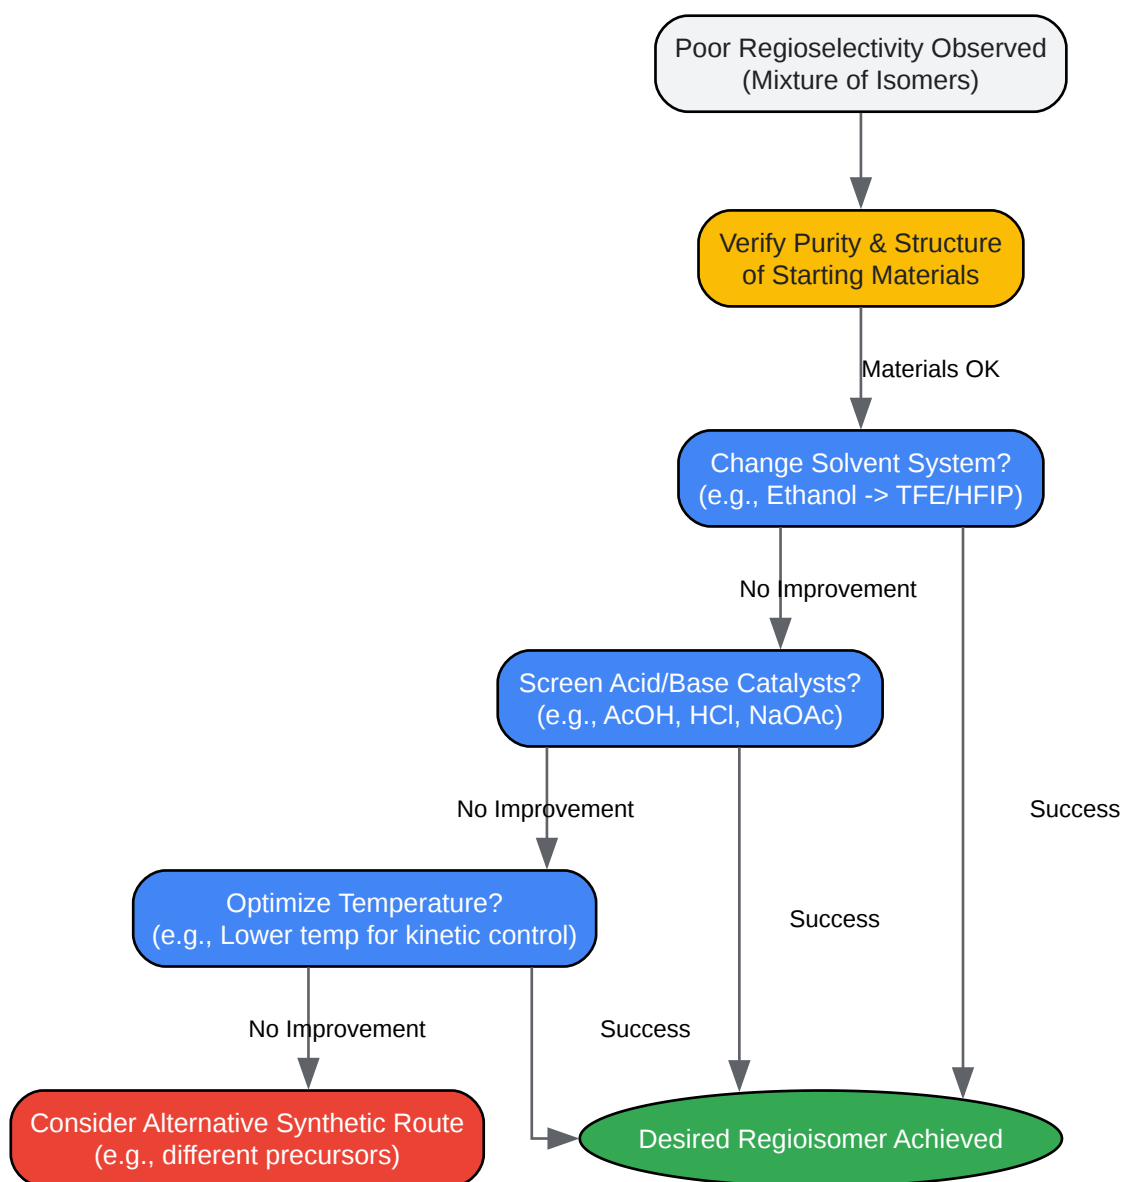 Poor Regioselectivity Observed
(Mixture of Isomers)
Verify Purity & Structure
of Starting Materials
Materials OK
Change Solvent System?
(e.g., Ethanol -> TFE/HFIP)
No Improvement
Screen Acid/Base Catalysts?
(e.g., AcOH, HCl, NaOAc)
No Improvement
Success
Optimize Temperature?
(e.g., Lower temp for kinetic control)
Success
No Improvement
Success
Consider Alternative Synthetic Route
(e.g., different precursors)
Desired Regioisomer Achieved